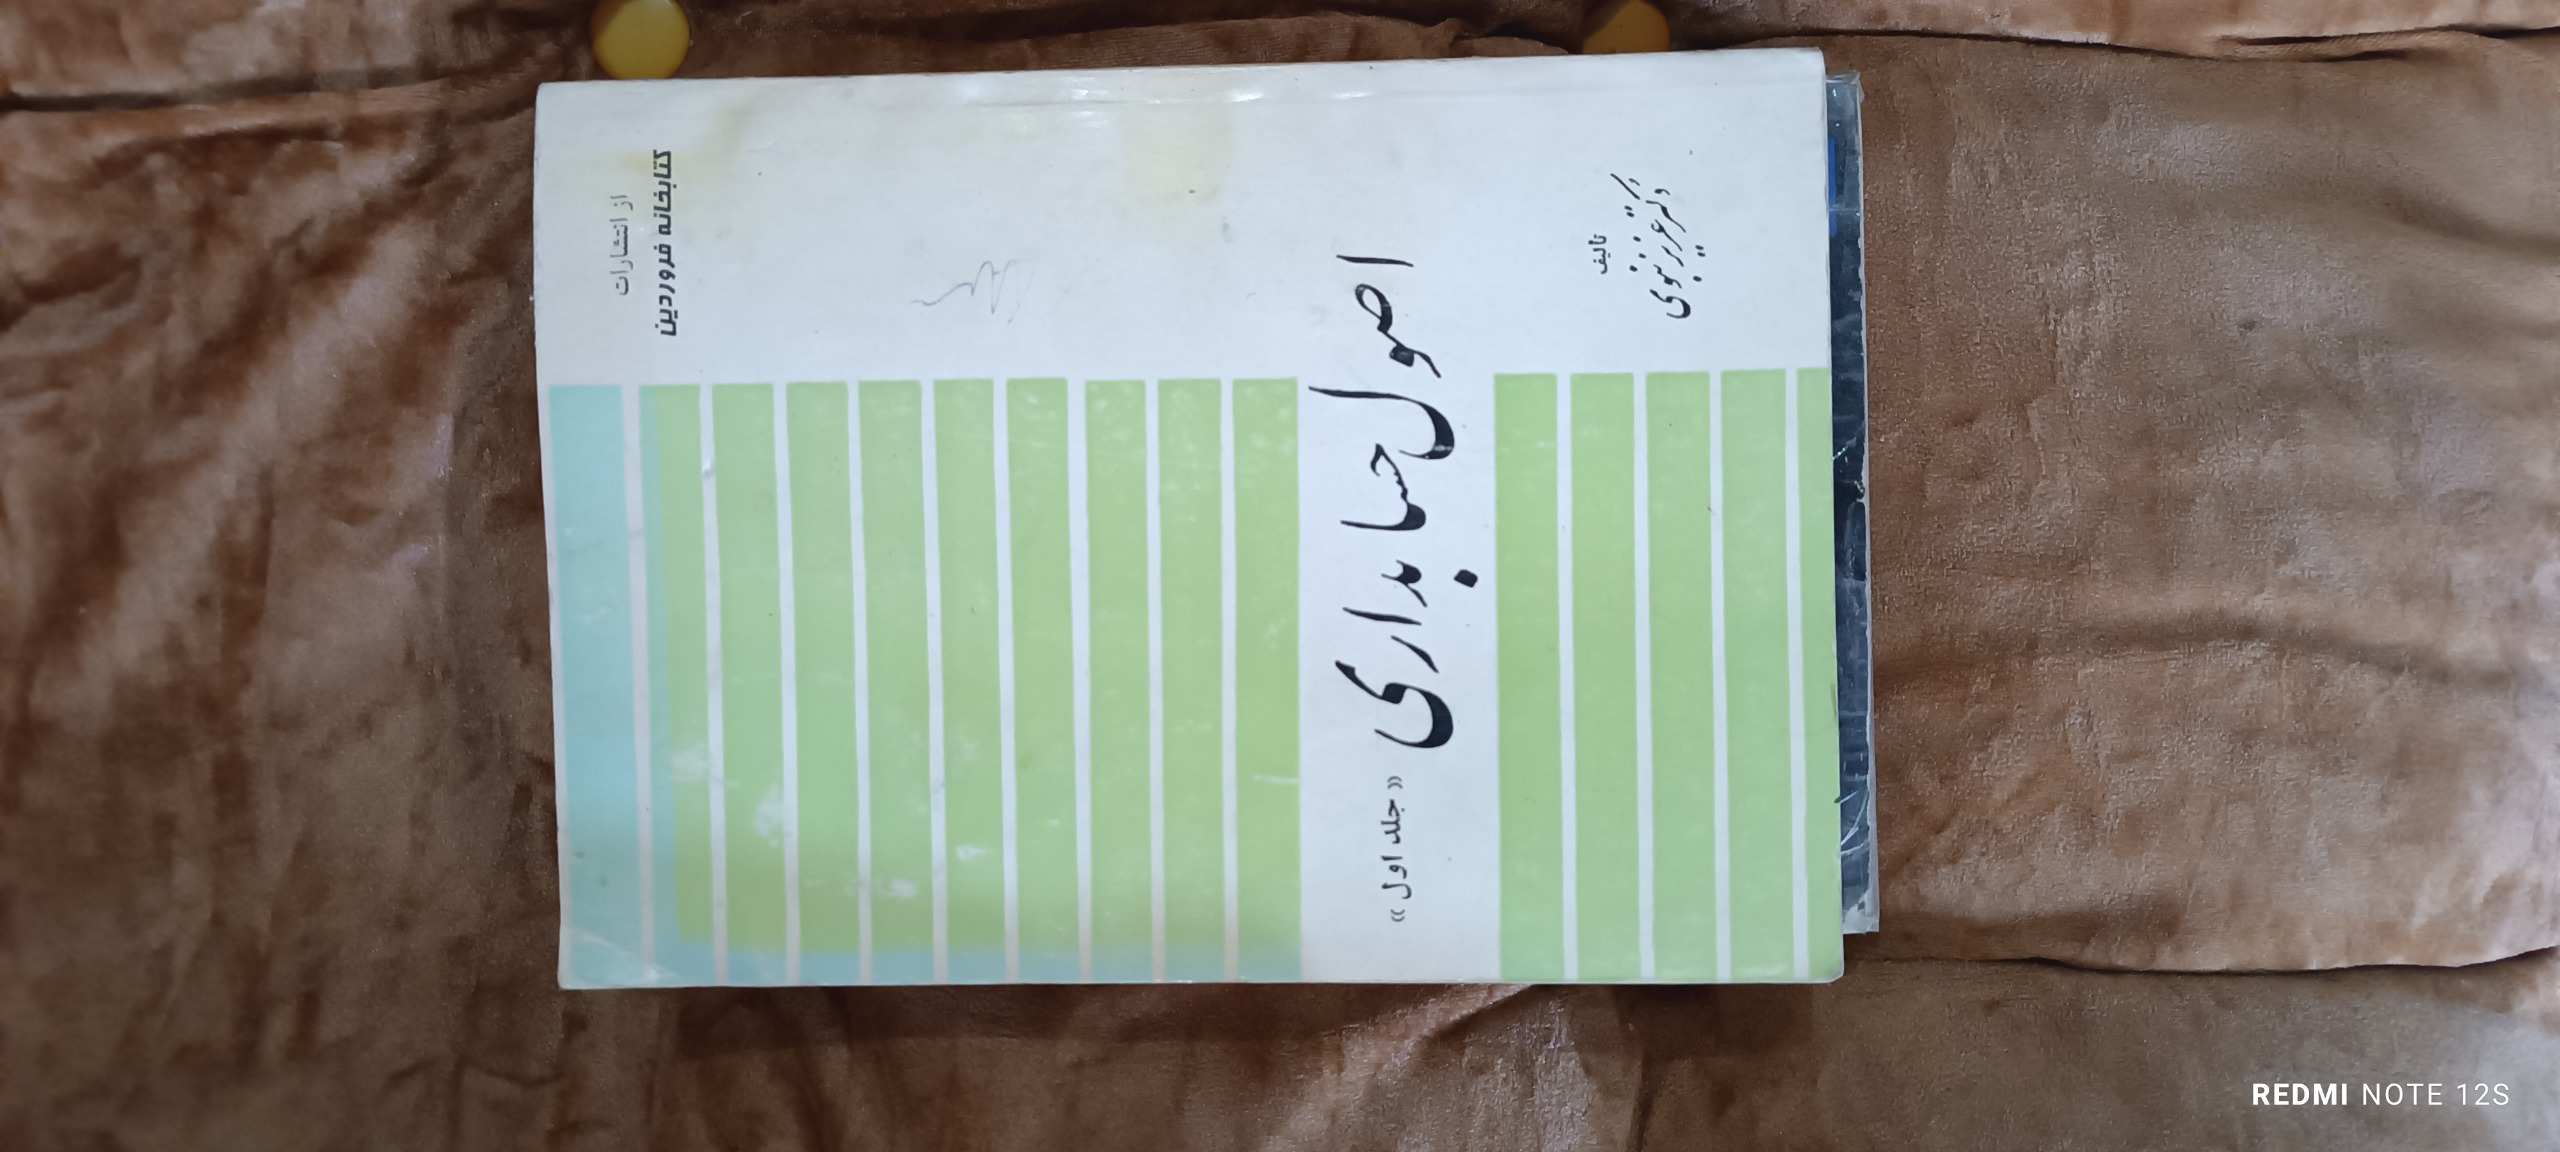 تألیف
دکتر عزیز نبوی
اصول حسابداری
«جلد اول»
از انتشارات
کتابخانه فروردین
REDMI NOTE 12S